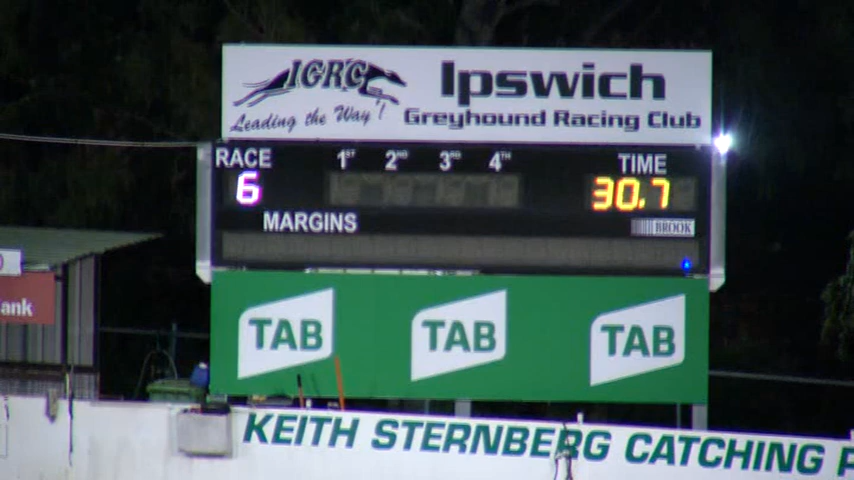 IGRC
Leading the Way!
Ipswich
Greyhound Racing Club
RACE 1ST 2ND 3RD 4TH TIME
6 30.7
MARGINS
BROOK
ank
TAB TAB TAB
KEITH STERNBERG CATCHING